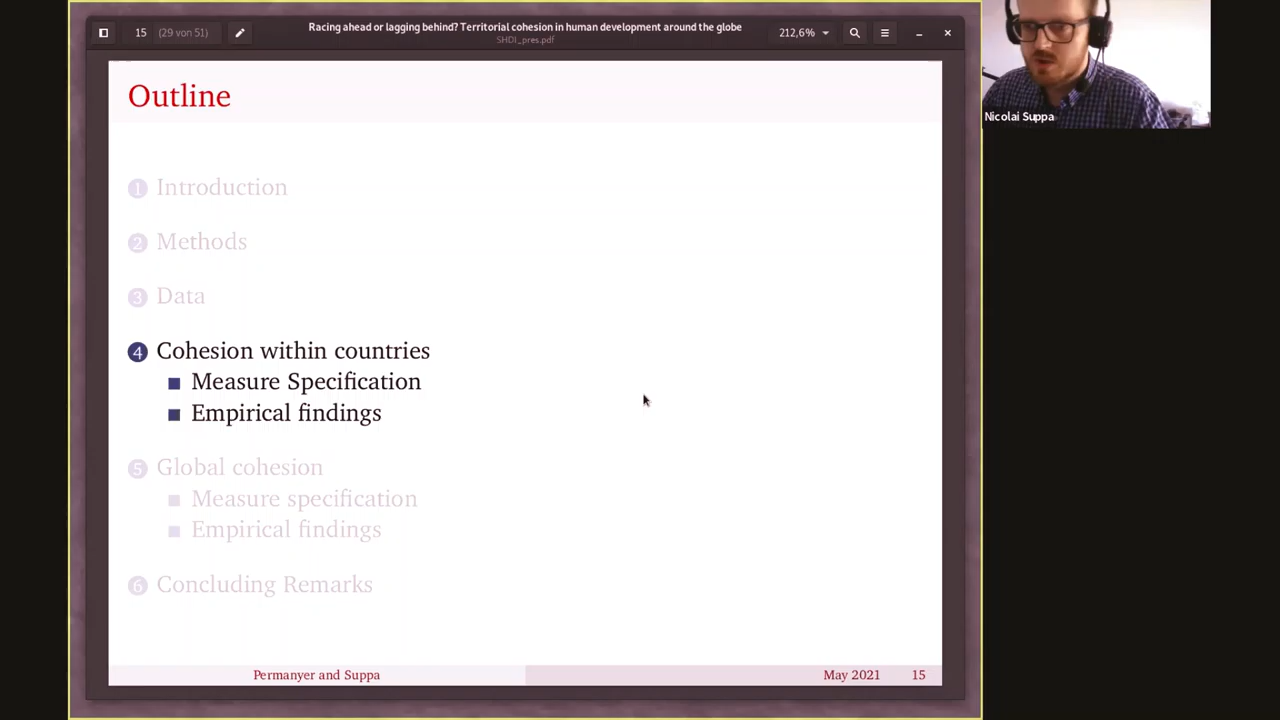 15 (29 von 51)
Racing ahead or lagging behind? Territorial cohesion in human development around the globe
SHDI_pres.pdf
212,6%
Outline
1 Introduction
2 Methods
3 Data
4 Cohesion within countries
Measure Specification
Empirical findings
5 Global cohesion
Measure specification
Empirical findings
6 Concluding Remarks
Permanyer and Suppa
May 2021 15
Nicolai Suppa